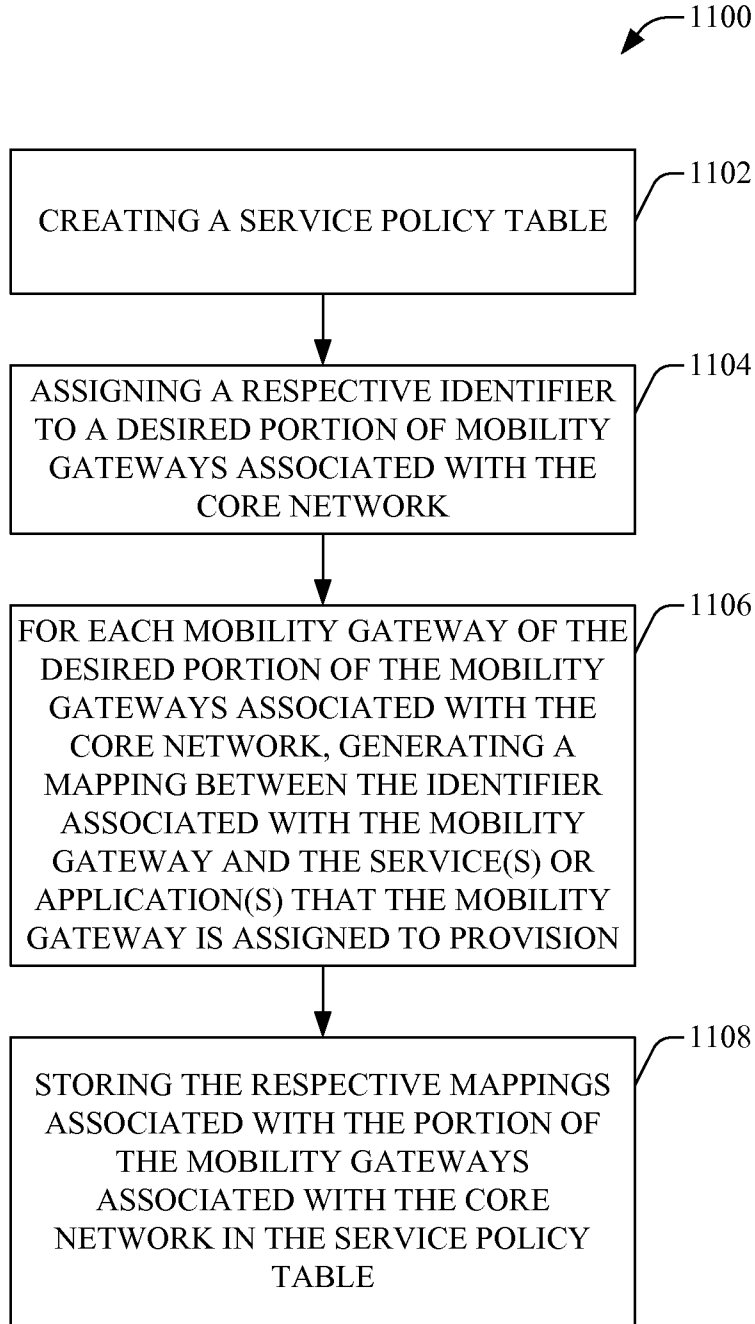 1100
1102
CREATING A SERVICE POLICY TABLE
1104
ASSIGNING A RESPECTIVE IDENTIFIER
TO A DESIRED PORTION OF MOBILITY
GATEWAYS ASSOCIATED WITH THE
CORE NETWORK
1106
FOR EACH MOBILITY GATEWAY OF THE
DESIRED PORTION OF THE MOBILITY
GATEWAYS ASSOCIATED WITH THE
CORE NETWORK, GENERATING A
MAPPING BETWEEN THE IDENTIFIER
ASSOCIATED WITH THE MOBILITY
GATEWAY AND THE SERVICE(S) OR
APPLICATION(S) THAT THE MOBILITY
GATEWAY IS ASSIGNED TO PROVISION
1108
STORING THE RESPECTIVE MAPPINGS
ASSOCIATED WITH THE PORTION OF
THE MOBILITY GATEWAYS
ASSOCIATED WITH THE CORE
NETWORK IN THE SERVICE POLICY
TABLE